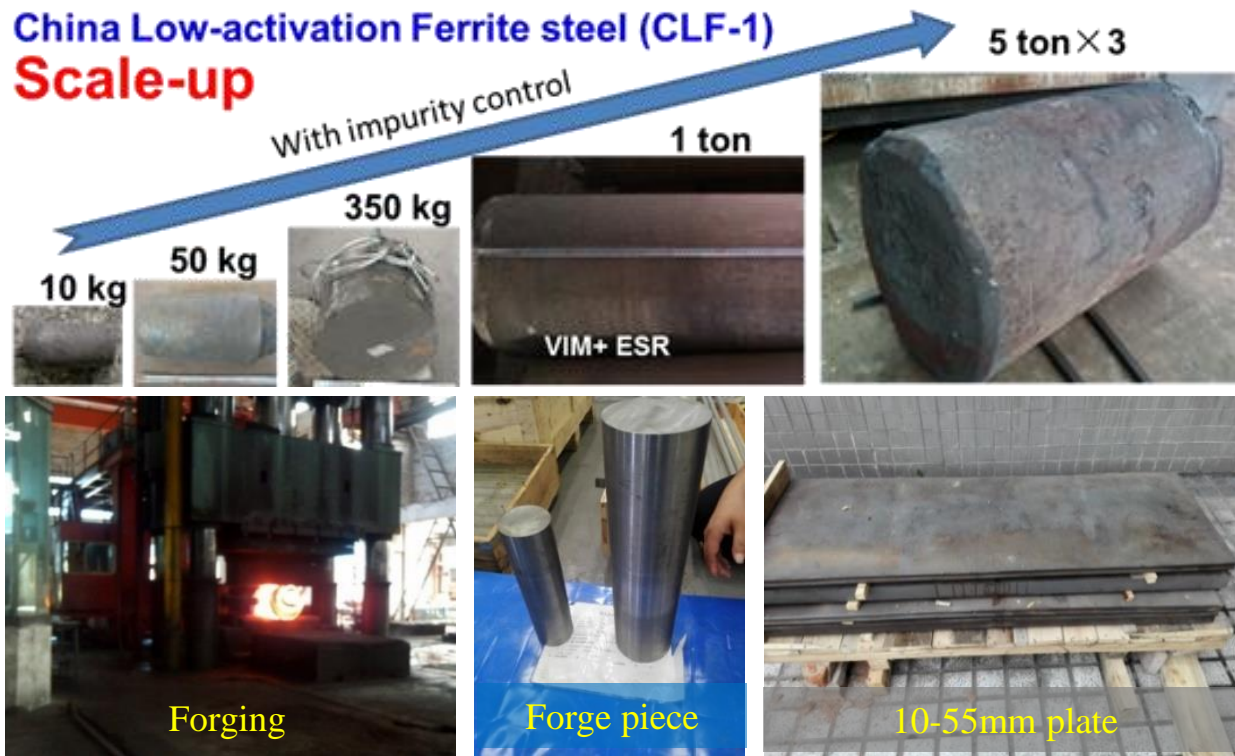 China Low-activation Ferrite steel (CLF-1)
Scale-up
With impurity control
10 kg
50 kg
350 kg
1 ton
5 ton×3
VIM+ ESR
Forging
Forge piece
10-55mm plate